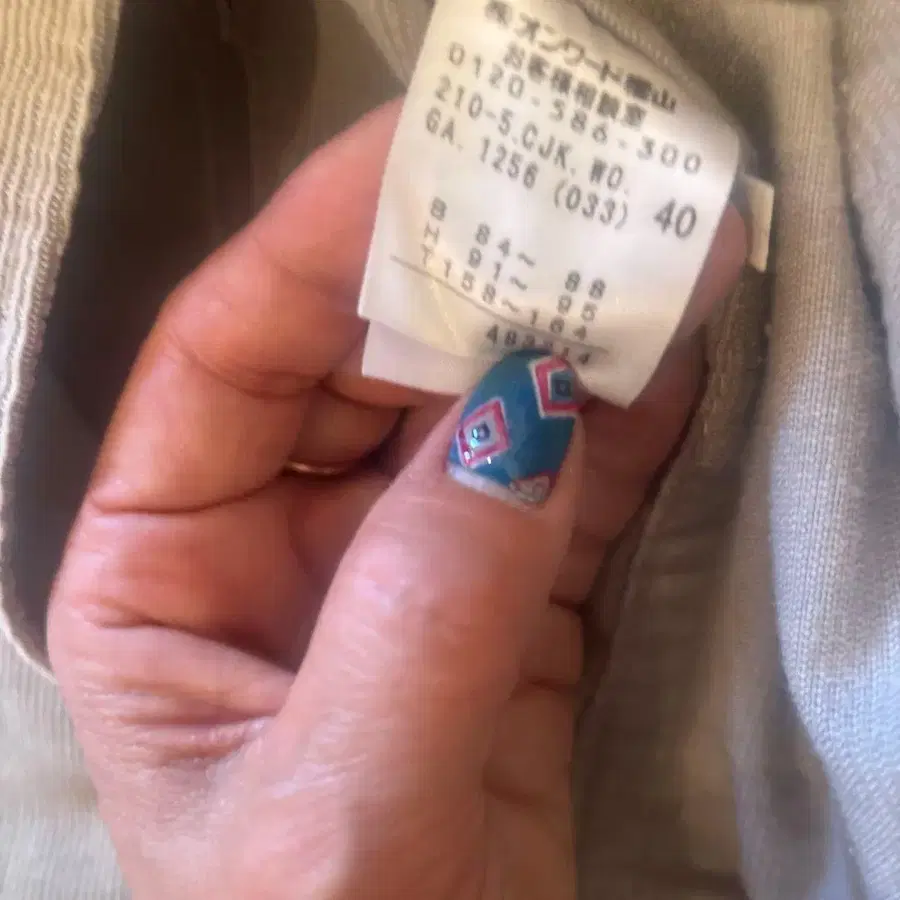 ㈱オンワード樫山
お客様相談室
0120-586-300
210-5.CJK.WO.
GA. 1256 (033) 40
B 84~ 88
H 91~ 95
T158~164